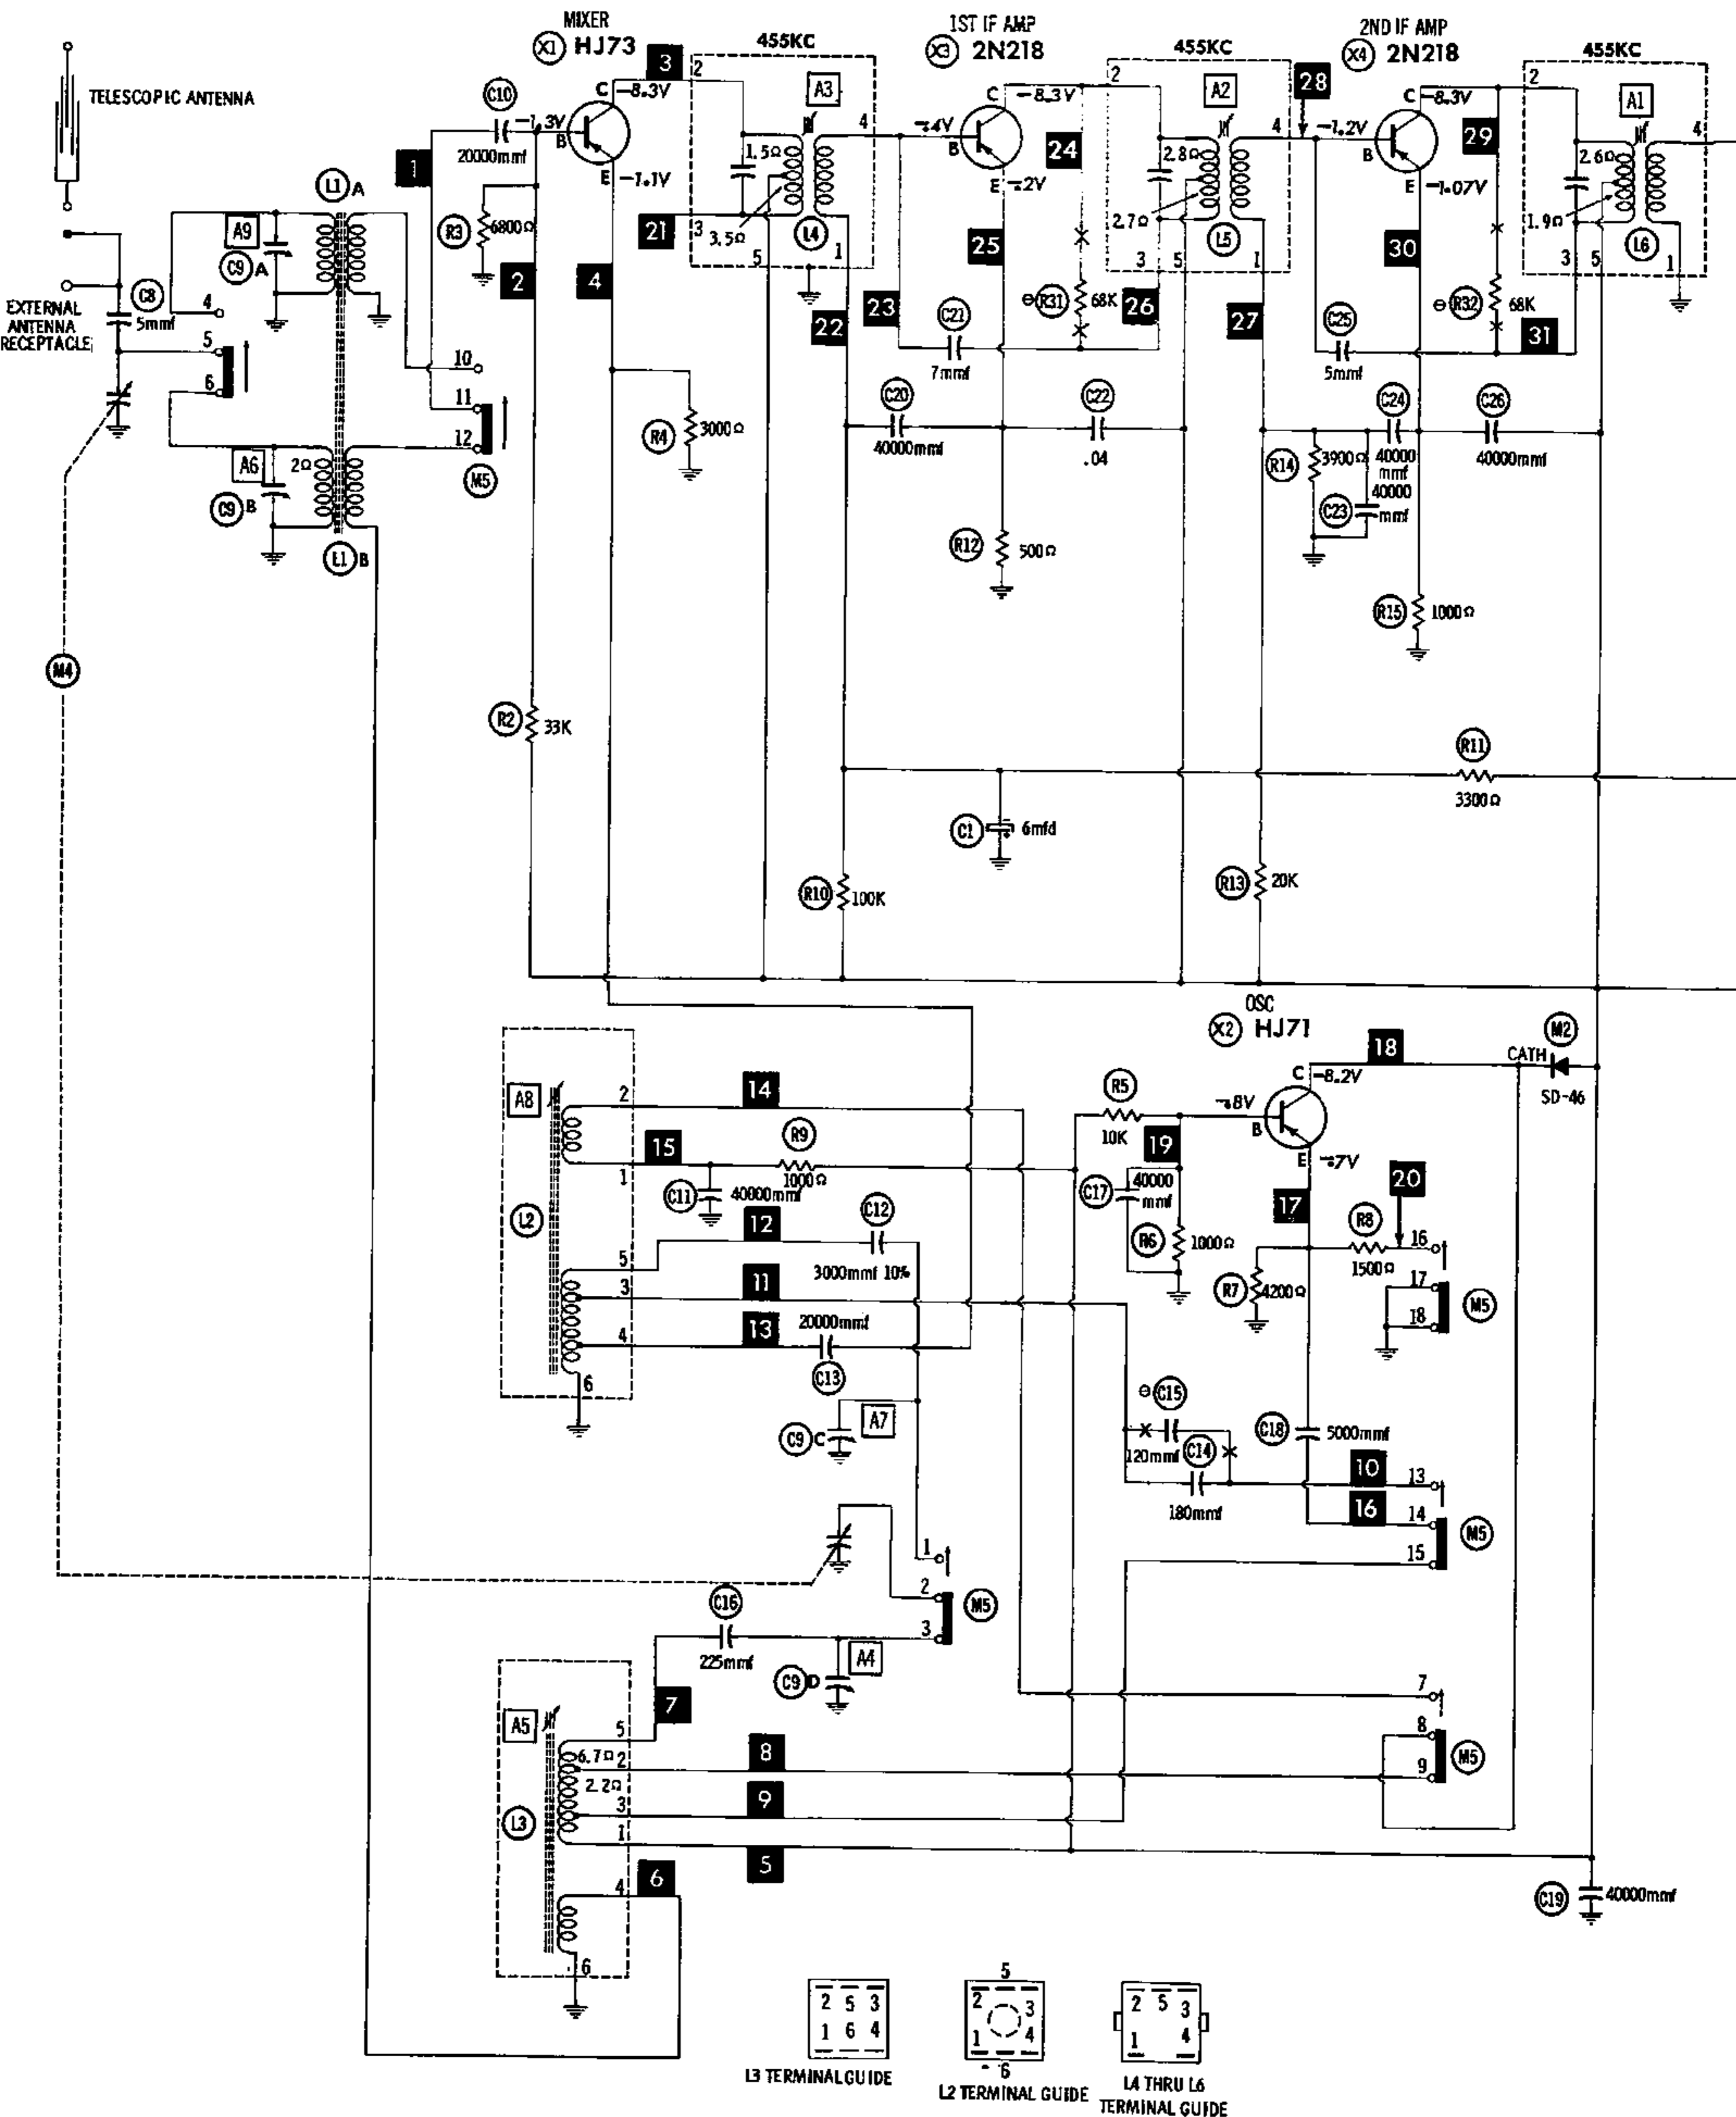 MIXER
X1 HJ73
1ST IF AMP
X3 2N218
2ND IF AMP
X4 2N218
455KC
455KC
455KC
TELESCOPIC ANTENNA
C10
20000mmf
-1.3V
B
C
-8.3V
E
-1.1V
3
2
A3
4
1.5Ω
3.5Ω
L4
3
5
1
21
1
R3
6800Ω
2
4
22
23
-.4V
B
C
-8.3V
E
-.2V
24
25
2
A2
4
2.8Ω
2.7Ω
L5
3
5
1
26
27
28
-1.2V
B
C
-8.3V
E
-1.07V
29
30
2
A1
4
2.6Ω
1.9Ω
L6
3
5
1
31
L1 A
A9
C9 A
EXTERNAL
ANTENNA
RECEPTACLE
C8
5mmf
4
5
6
10
11
12
M5
A6
C9 B
2Ω
L1 B
R4
3000Ω
C21
7mmf
R31
68K
C25
5mmf
R32
68K
C20
40000mmf
C22
.04
R14
3900Ω
C24
40000
mmf
C23
40000
mmf
C26
40000mmf
R12
500Ω
R15
1000Ω
M4
R2
33K
R11
3300Ω
C1
6mfd
R10
100K
R13
20K
OSC
X2 HJ71
18
CATH
M2
SD-46
C
-8.2V
-.8V
B
E
-.7V
R5
10K
19
C17
40000
mmf
R6
1000Ω
17
20
R8
1500Ω
R7
4200Ω
16
17
18
M5
A8
2
14
15
R9
1000Ω
1
C11
40000mmf
L2
12
C12
3000mmf 10%
5
3
11
4
13
20000mmf
C13
6
C9 C
A7
C15
120mmf
C14
180mmf
C18
5000mmf
10
13
16
14
15
M5
1
2
3
M5
C16
225mmf
C9 D
A4
7
A5
5
6.7Ω
2
2.2Ω
3
L3
1
8
9
5
6
4
6
7
8
9
M5
C19
40000mmf
2 5 3
1 6 4
L3 TERMINAL GUIDE
5
2 3
1 4
6
L2 TERMINAL GUIDE
2 5 3
1 4
L4 THRU L6
TERMINAL GUIDE